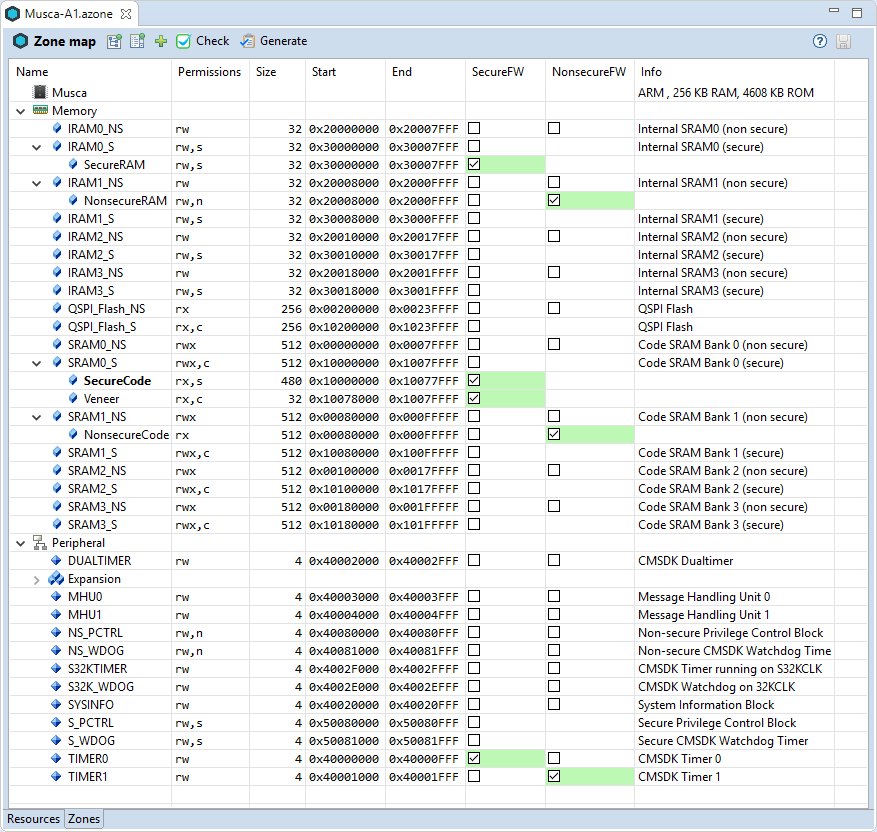 Musca-A1.azone
Zone map Check Generate
Name Permissions Size Start End SecureFW NonsecureFW Info
Musca ARM , 256 KB RAM, 4608 KB ROM
Memory
IRAM0_NS rw 32 0x20000000 0x20007FFF Internal SRAM0 (non secure)
IRAM0_S rw,s 32 0x30000000 0x30007FFF Internal SRAM0 (secure)
SecureRAM rw,s 32 0x30000000 0x30007FFF
IRAM1_NS rw 32 0x20008000 0x2000FFFF Internal SRAM1 (non secure)
NonsecureRAM rw,n 32 0x20008000 0x2000FFFF
IRAM1_S rw,s 32 0x30008000 0x3000FFFF Internal SRAM1 (secure)
IRAM2_NS rw 32 0x20010000 0x20017FFF Internal SRAM2 (non secure)
IRAM2_S rw,s 32 0x30010000 0x30017FFF Internal SRAM2 (secure)
IRAM3_NS rw 32 0x20018000 0x2001FFFF Internal SRAM3 (non secure)
IRAM3_S rw,s 32 0x30018000 0x3001FFFF Internal SRAM3 (secure)
QSPI_Flash_NS rx 256 0x00200000 0x0023FFFF QSPI Flash
QSPI_Flash_S rx,c 256 0x10200000 0x1023FFFF QSPI Flash
SRAM0_NS rwx 512 0x00000000 0x0007FFFF Code SRAM Bank 0 (non secure)
SRAM0_S rwx,c 512 0x10000000 0x1007FFFF Code SRAM Bank 0 (secure)
SecureCode rx,s 480 0x10000000 0x10077FFF
Veneer rx,c 32 0x10078000 0x1007FFFF
SRAM1_NS rwx 512 0x00080000 0x000FFFFF Code SRAM Bank 1 (non secure)
NonsecureCode rx 512 0x00080000 0x000FFFFF
SRAM1_S rwx,c 512 0x10080000 0x100FFFFF Code SRAM Bank 1 (secure)
SRAM2_NS rwx 512 0x00100000 0x0017FFFF Code SRAM Bank 2 (non secure)
SRAM2_S rwx,c 512 0x10100000 0x1017FFFF Code SRAM Bank 2 (secure)
SRAM3_NS rwx 512 0x00180000 0x001FFFFF Code SRAM Bank 3 (non secure)
SRAM3_S rwx,c 512 0x10180000 0x101FFFFF Code SRAM Bank 3 (secure)
Peripheral
DUALTIMER rw 4 0x40002000 0x40002FFF CMSDK Dualtimer
Expansion
MHU0 rw 4 0x40003000 0x40003FFF Message Handling Unit 0
MHU1 rw 4 0x40004000 0x40004FFF Message Handling Unit 1
NS_PCTRL rw,n 4 0x40080000 0x40080FFF Non-secure Privilege Control Block
NS_WDOG rw,n 4 0x40081000 0x40081FFF Non-secure CMSDK Watchdog Time
S32KTIMER rw 4 0x4002F000 0x4002FFFF CMSDK Timer running on S32KCLK
S32K_WDOG rw 4 0x4002E000 0x4002EFFF CMSDK Watchdog on 32KCLK
SYSINFO rw 4 0x40020000 0x40020FFF System Information Block
S_PCTRL rw,s 4 0x50080000 0x50080FFF Secure Privilege Control Block
S_WDOG rw,s 4 0x50081000 0x50081FFF Secure CMSDK Watchdog Timer
TIMER0 rw 4 0x40000000 0x40000FFF CMSDK Timer 0
TIMER1 rw 4 0x40001000 0x40001FFF CMSDK Timer 1
Resources Zones